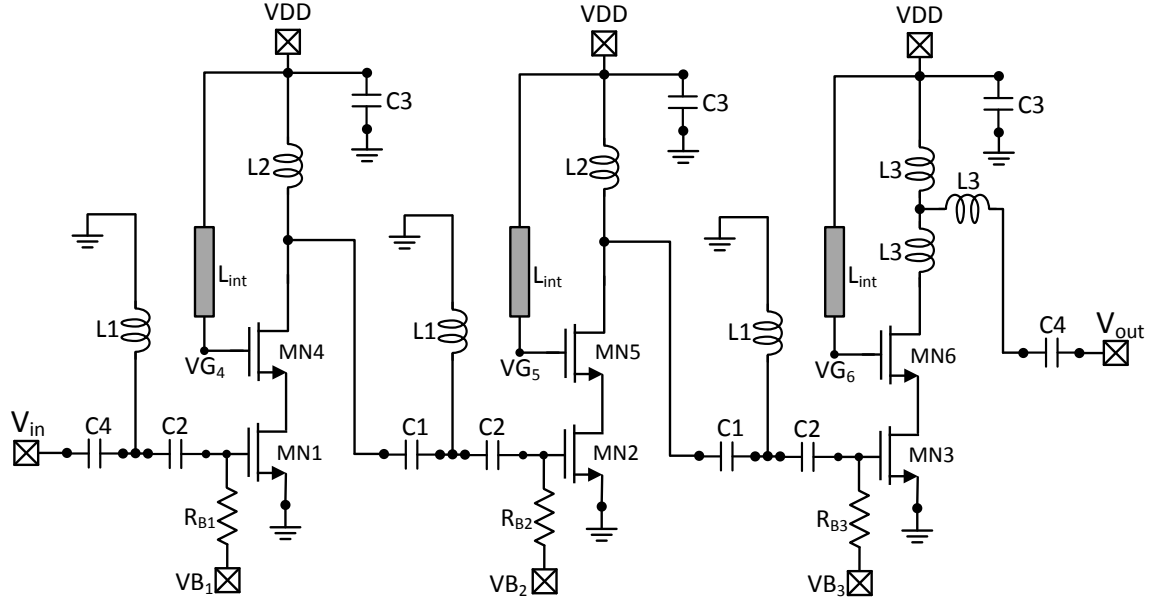 VDD VDD VDD
C3 C3 C3
L2 L2 L3 L3
L3
Lint Lint Lint
L1 L1 L1
MN4 MN5 MN6
VG4 VG5 VG6
C4 Vout
Vin C4 C2 C1 C2 C1 C2
MN1 MN2 MN3
RB1 RB2 RB3
VB1 VB2 VB3